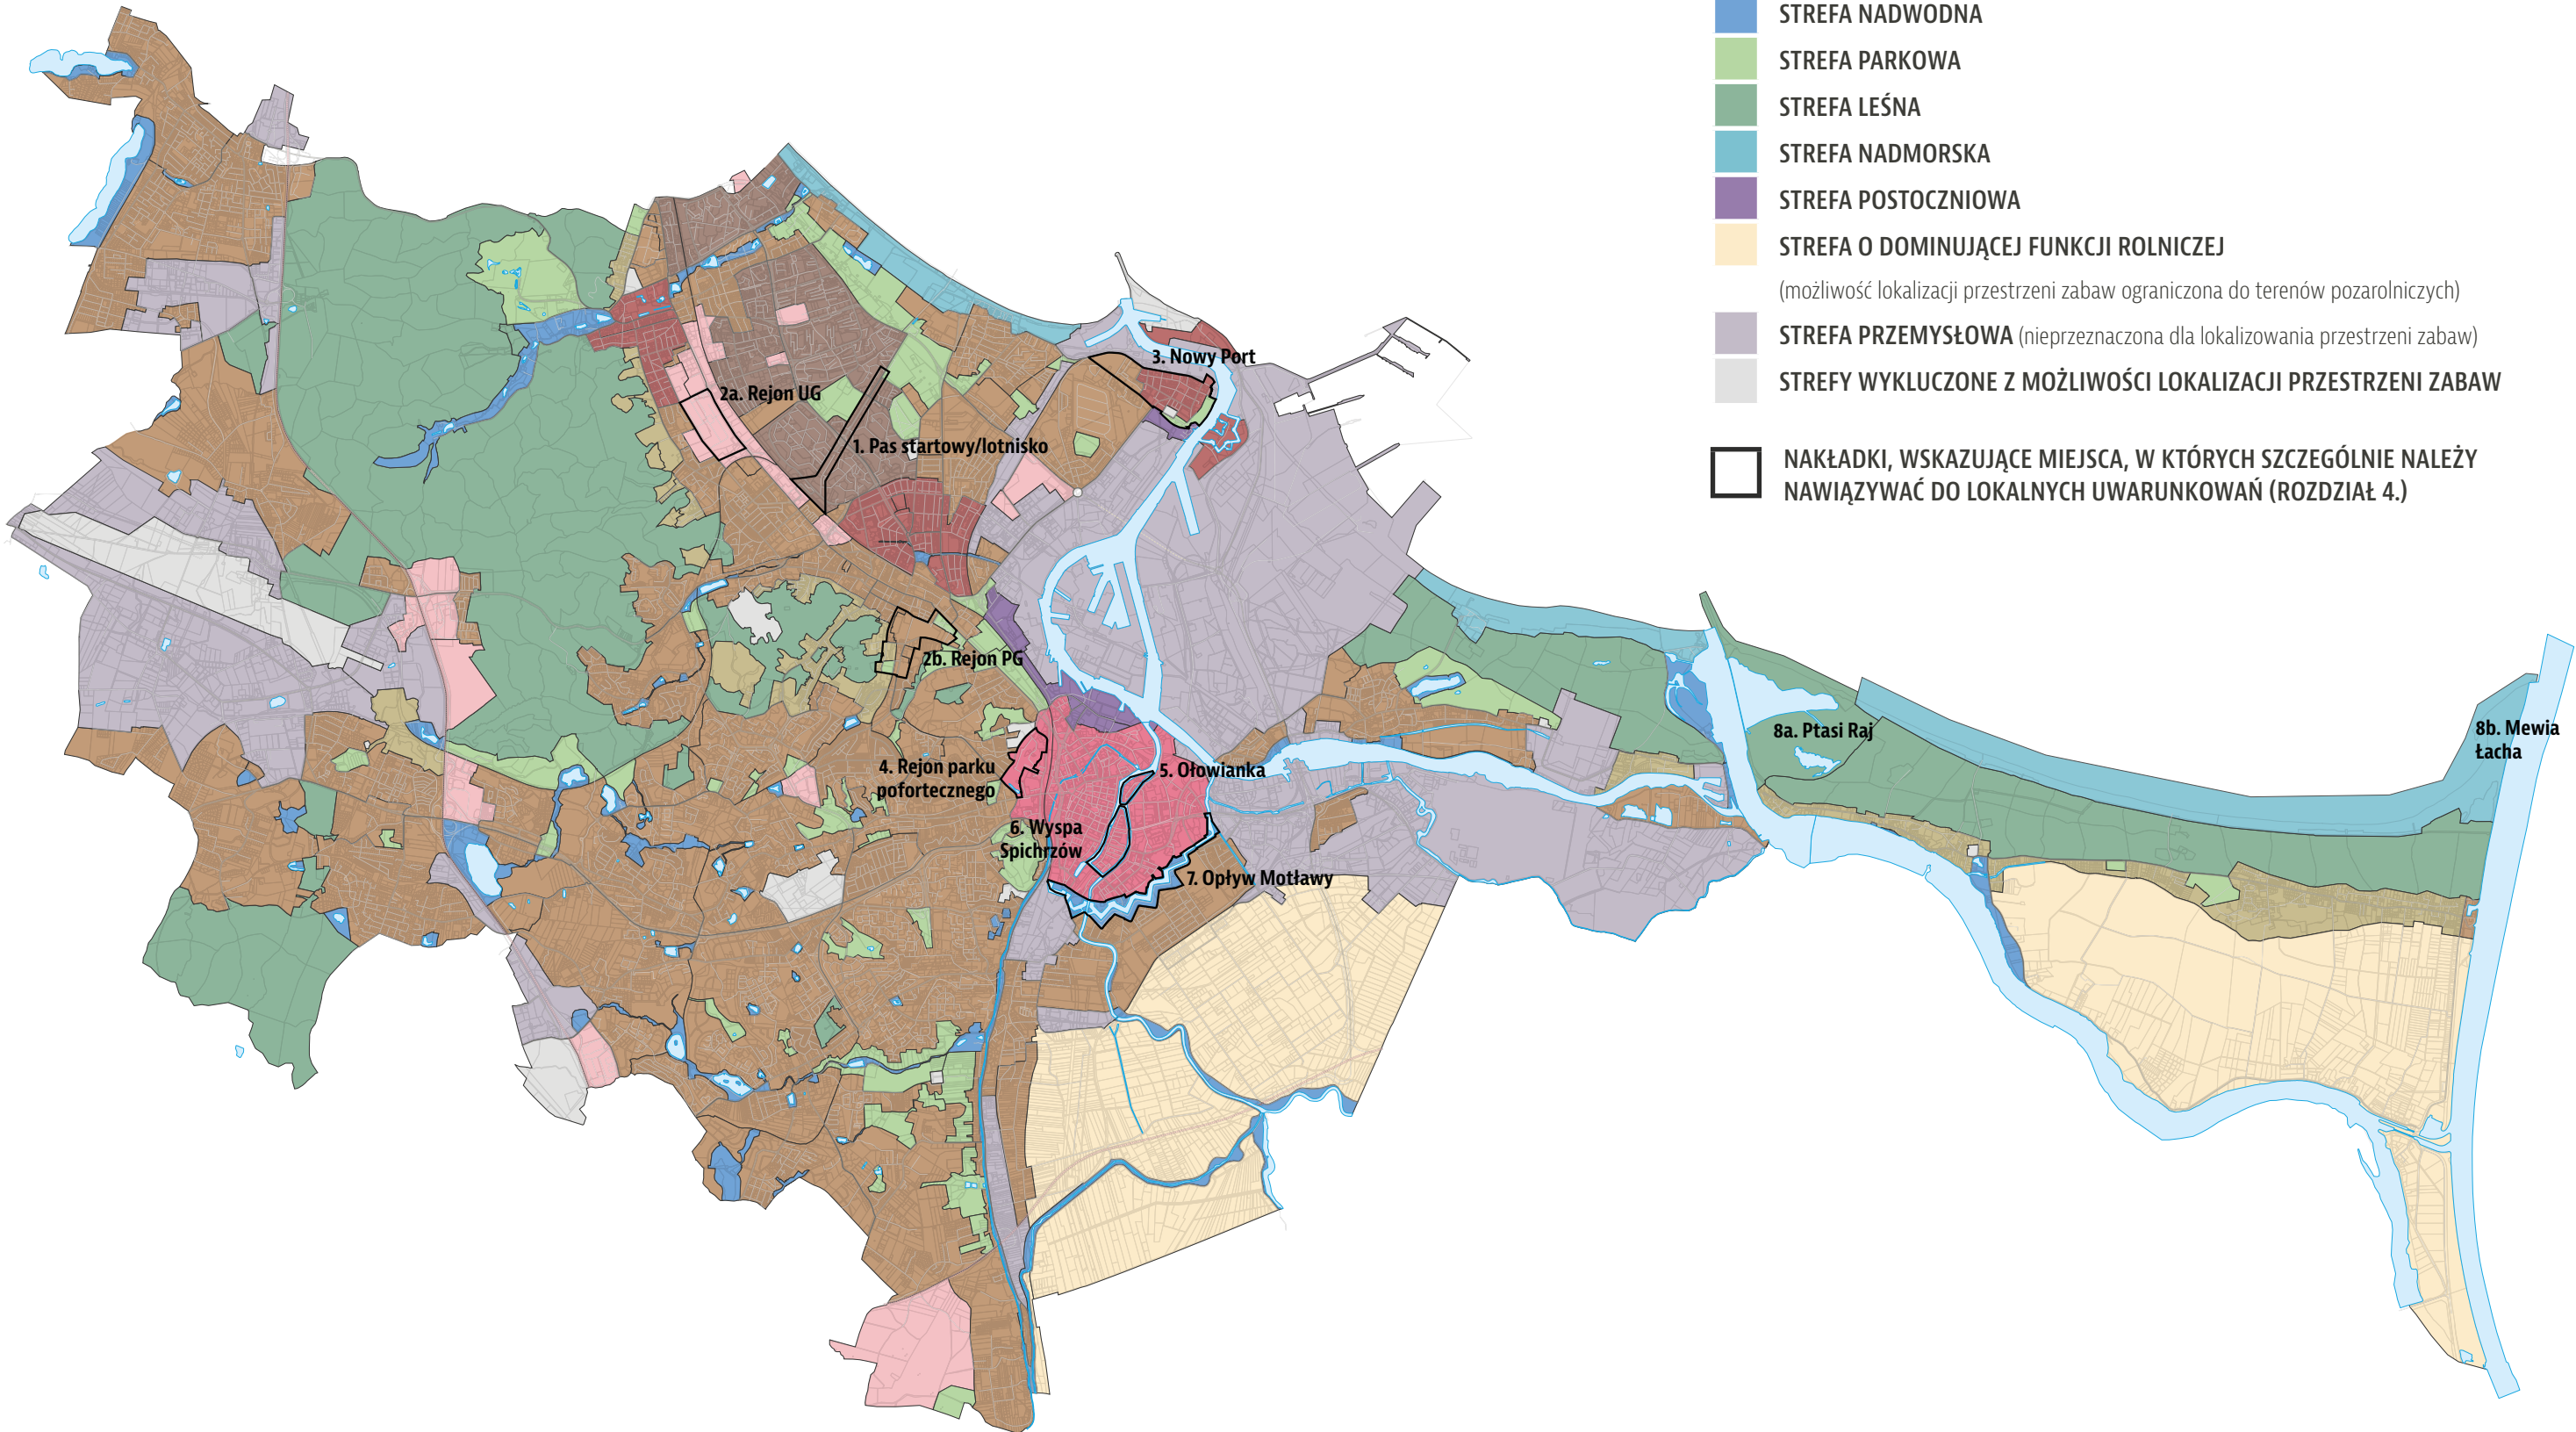 STREFA NADWODNA
STREFA PARKOWA
STREFA LEŚNA
STREFA NADMORSKA
STREFA POSTOCZNIOWA
STREFA O DOMINUJĄCEJ FUNKCJI ROLNICZEJ
(możliwość lokalizacji przestrzeni zabaw ograniczona do terenów pozarolniczych)
STREFA PRZEMYSŁOWA (nieprzeznaczona dla lokalizowania przestrzeni zabaw)
STREFY WYKLUCZONE Z MOŻLIWOŚCI LOKALIZACJI PRZESTRZENI ZABAW
NAKŁADKI, WSKAZUJĄCE MIEJSCA, W KTÓRYCH SZCZEGÓLNIE NALEŻY
NAWIĄZYWAĆ DO LOKALNYCH UWARUNKOWAŃ (ROZDZIAŁ 4.)
3. Nowy Port
2a. Rejon UG
1. Pas startowy/lotnisko
2b. Rejon PG
8a. Ptasi Raj
8b. Mewia
Łacha
4. Rejon parku
pofortecznego
5. Ołowianka
6. Wyspa
Spichrzów
7. Opływ Motławy